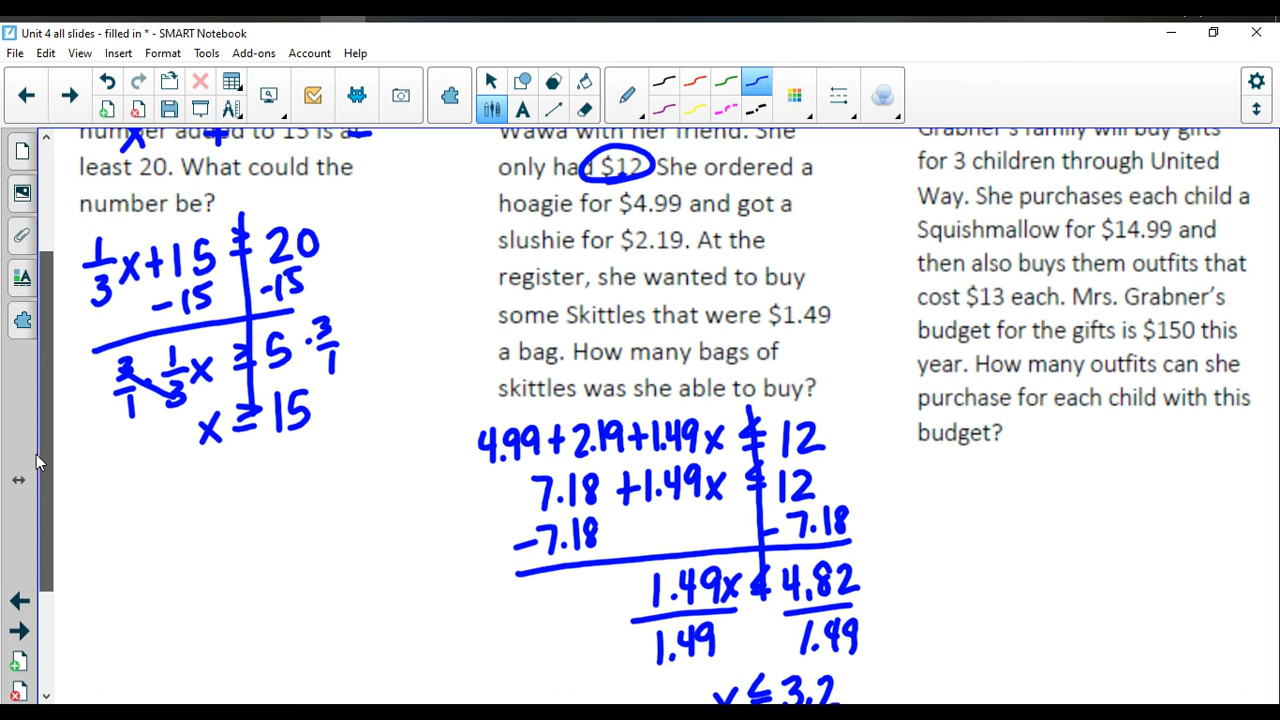 Unit 4 all slides - filled in * - SMART Notebook
File Edit View Insert Format Tools Add-ons Account Help
number added to 15 is at
least 20. What could the
number be?
x +
1/3 x + 15 ≥ 20
- 15 - 15
3/1 · 1/3 x ≥ 5 · 3/1
x ≥ 15
Wawa with her friend. She
only had $12. She ordered a
hoagie for $4.99 and got a
slushie for $2.19. At the
register, she wanted to buy
some Skittles that were $1.49
a bag. How many bags of
skittles was she able to buy?
4.99 + 2.19 + 1.49x ≤ 12
7.18 + 1.49x ≤ 12
- 7.18 - 7.18
1.49x ≤ 4.82
1.49 1.49
x ≤ 3.2
Grabner's family will buy gifts
for 3 children through United
Way. She purchases each child a
Squishmallow for $14.99 and
then also buys them outfits that
cost $13 each. Mrs. Grabner's
budget for the gifts is $150 this
year. How many outfits can she
purchase for each child with this
budget?